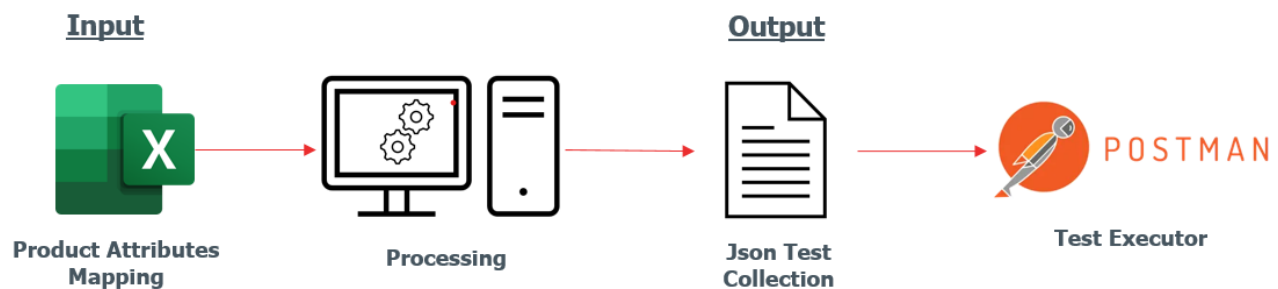 Input
Output
X
POSTMAN
Product Attributes
Mapping
Processing
Json Test
Collection
Test Executor